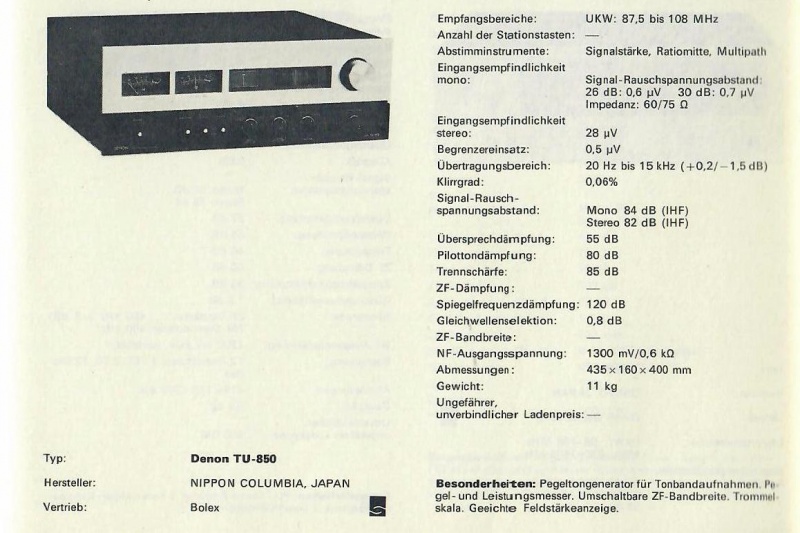 Empfangsbereiche: UKW: 87,5 bis 108 MHz
Anzahl der Stationstasten: —
Abstimminstrumente: Signalstärke, Ratiomitte, Multipath
Eingangsempfindlichkeit
mono: Signal-Rauschspannungsabstand:
26 dB: 0,6 µV 30 dB: 0,7 µV
Impedanz: 60/75 Ω
Eingangsempfindlichkeit
stereo: 28 µV
Begrenzereinsatz: 0,5 µV
Übertragungsbereich: 20 Hz bis 15 kHz (+0,2/−1,5 dB)
Klirrgrad: 0,06%
Signal-Rausch-
spannungsabstand: Mono 84 dB (IHF)
Stereo 82 dB (IHF)
Übersprechdämpfung: 55 dB
Pilottondämpfung: 80 dB
Trennschärfe: 85 dB
ZF-Dämpfung: —
Spiegelfrequenzdämpfung: 120 dB
Gleichwellenselektion: 0,8 dB
ZF-Bandbreite: —
NF-Ausgangsspannung: 1300 mV/0,6 kΩ
Abmessungen: 435 × 160 × 400 mm
Gewicht: 11 kg
Ungefährer,
unverbindlicher Ladenpreis: —
Typ: Denon TU-850
Hersteller: NIPPON COLUMBIA, JAPAN
Vertrieb: Bolex
Besonderheiten: Pegeltongenerator für Tonbandaufnahmen. Pe-
gel- und Leistungsmesser. Umschaltbare ZF-Bandbreite. Trommel-
skala. Geeichte Feldstärkeanzeige.